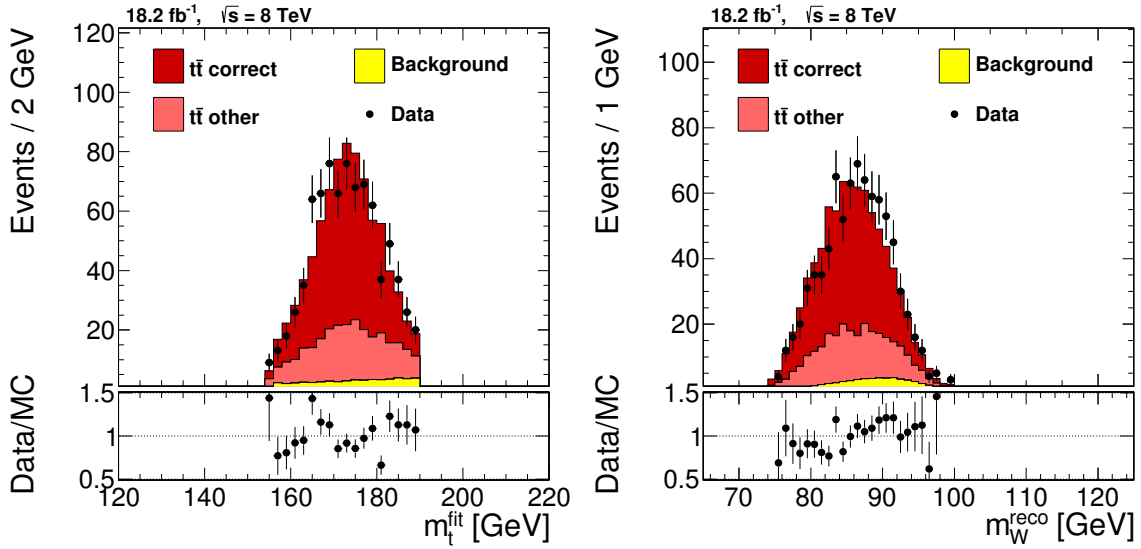 18.2 fb⁻¹, √s = 8 TeV
Events / 2 GeV
120
100
80
60
40
20
tt̄ correct
Background
tt̄ other
Data
Data/MC
1.5
1
0.5
120 140 160 180 200 220
m_t^fit [GeV]
18.2 fb⁻¹, √s = 8 TeV
Events / 1 GeV
100
80
60
40
20
tt̄ correct
Background
tt̄ other
Data
Data/MC
1.5
1
0.5
70 80 90 100 110 120
m_W^reco [GeV]